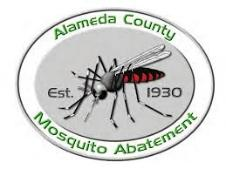 Alameda County
Est. 1930
Mosquito Abatement